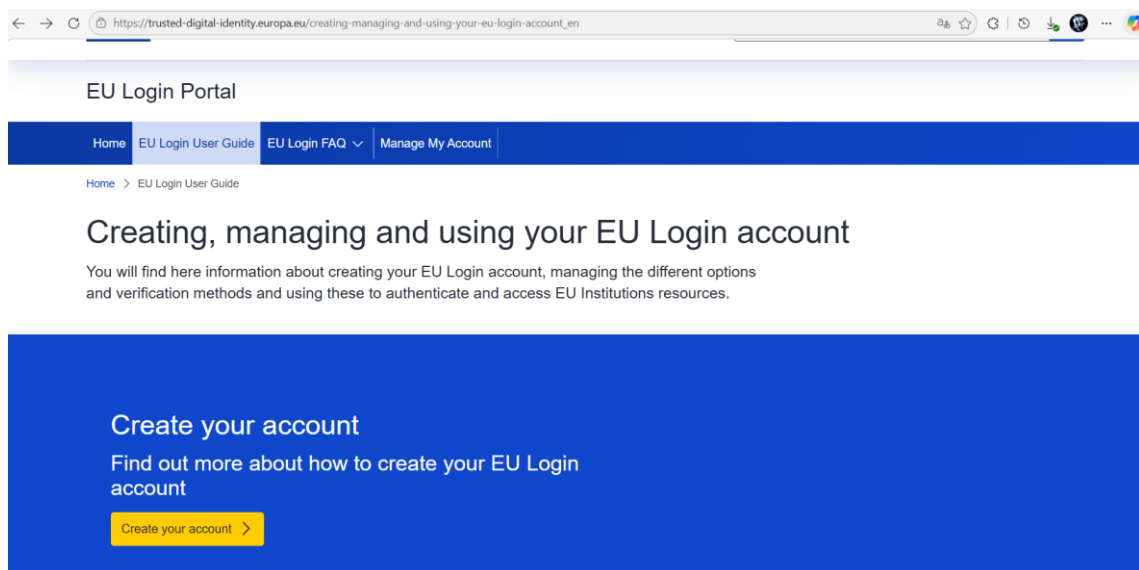 https://trusted-digital-identity.europa.eu/creating-managing-and-using-your-eu-login-account_en
EU Login Portal
Home EU Login User Guide EU Login FAQ Manage My Account
Home > EU Login User Guide
Creating, managing and using your EU Login account
You will find here information about creating your EU Login account, managing the different options
and verification methods and using these to authenticate and access EU Institutions resources.
Create your account
Find out more about how to create your EU Login
account
Create your account